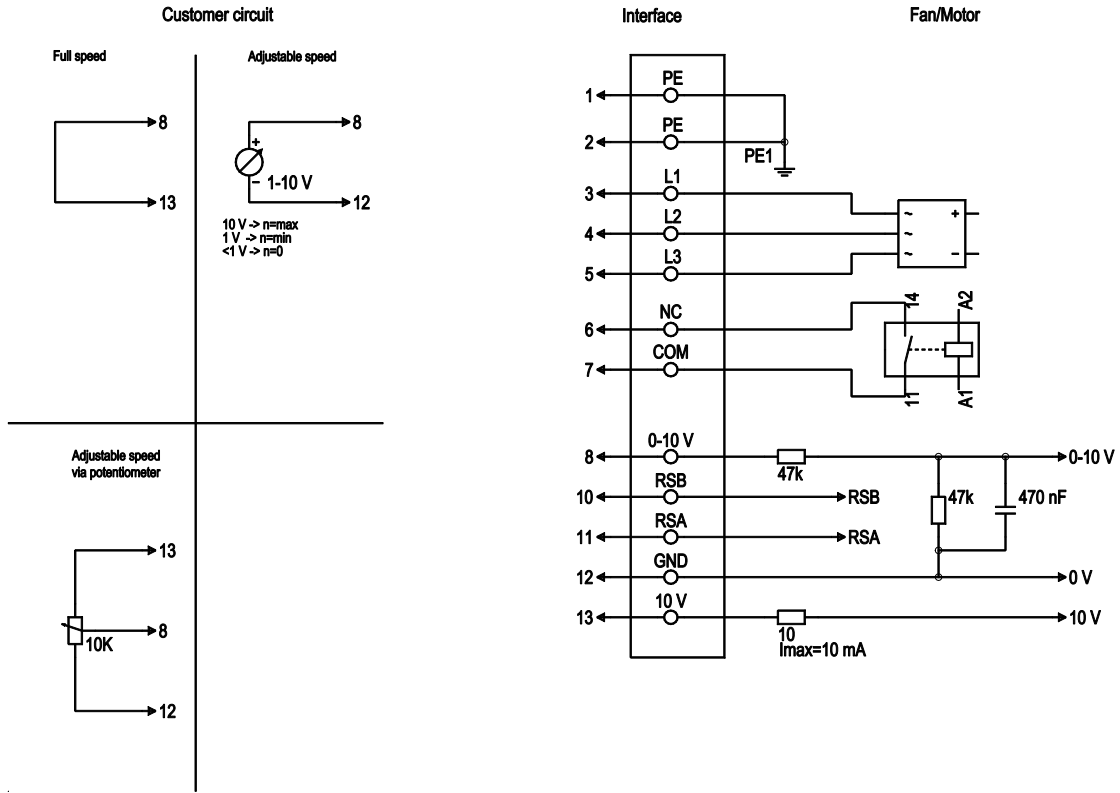 Customer circuit
Interface
Fan/Motor
Full speed
Adjustable speed
8
13
+
8
−
1-10 V
12
10 V -> n=max
1 V -> n=min
<1 V -> n=0
Adjustable speed
via potentiometer
13
8
10K
12
1
PE
2
PE
PE1
3
L1
4
L2
5
L3
~
+
~
~
−
6
NC
7
COM
14
A2
11
A1
8
0-10 V
47k
0-10 V
10
RSB
RSB
47k
470 nF
11
RSA
RSA
12
GND
0 V
13
10 V
10
Imax=10 mA
10 V